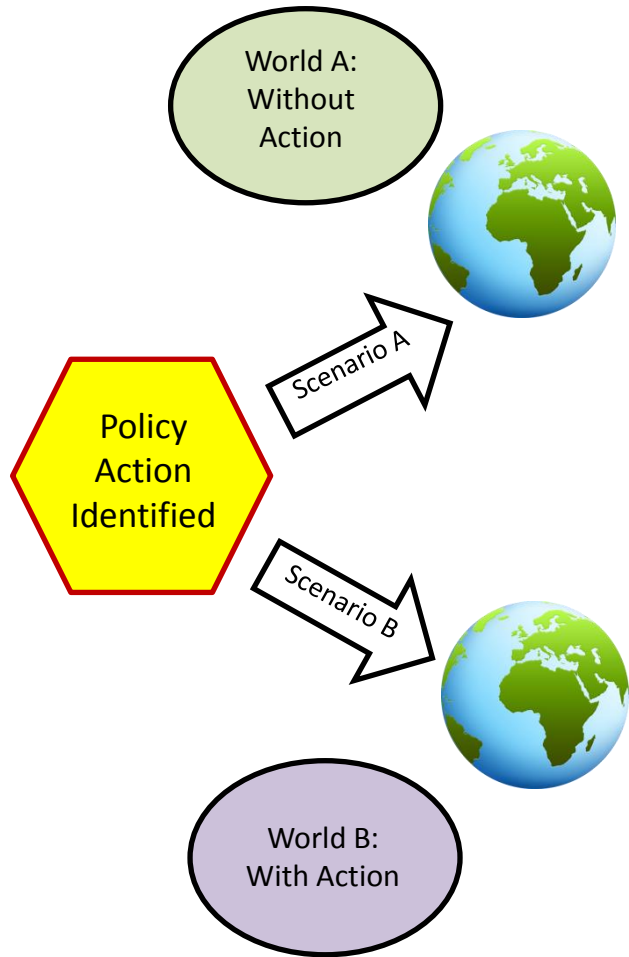 World A:
Without
Action
Scenario A
Policy
Action
Identified
Scenario B
World B:
With Action